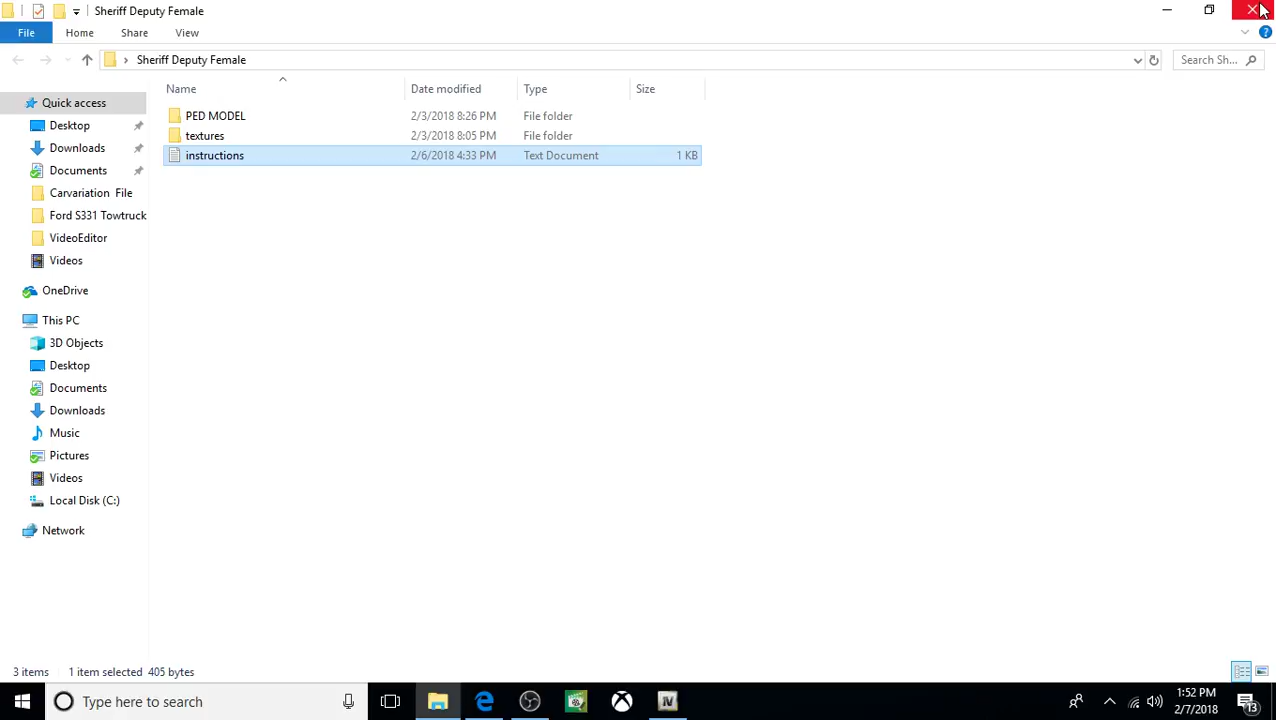 Sheriff Deputy Female
File Home Share View
Sheriff Deputy Female
Search Sh...
Name Date modified Type Size
PED MODEL 2/3/2018 8:26 PM File folder
textures 2/3/2018 8:05 PM File folder
instructions 2/6/2018 4:33 PM Text Document 1 KB
Quick access
Desktop
Downloads
Documents
Carvariation File
Ford S331 Towtruck
VideoEditor
Videos
OneDrive
This PC
3D Objects
Desktop
Documents
Downloads
Music
Pictures
Videos
Local Disk (C:)
Network
3 items 1 item selected 405 bytes
Type here to search
IV
1:52 PM
2/7/2018
13